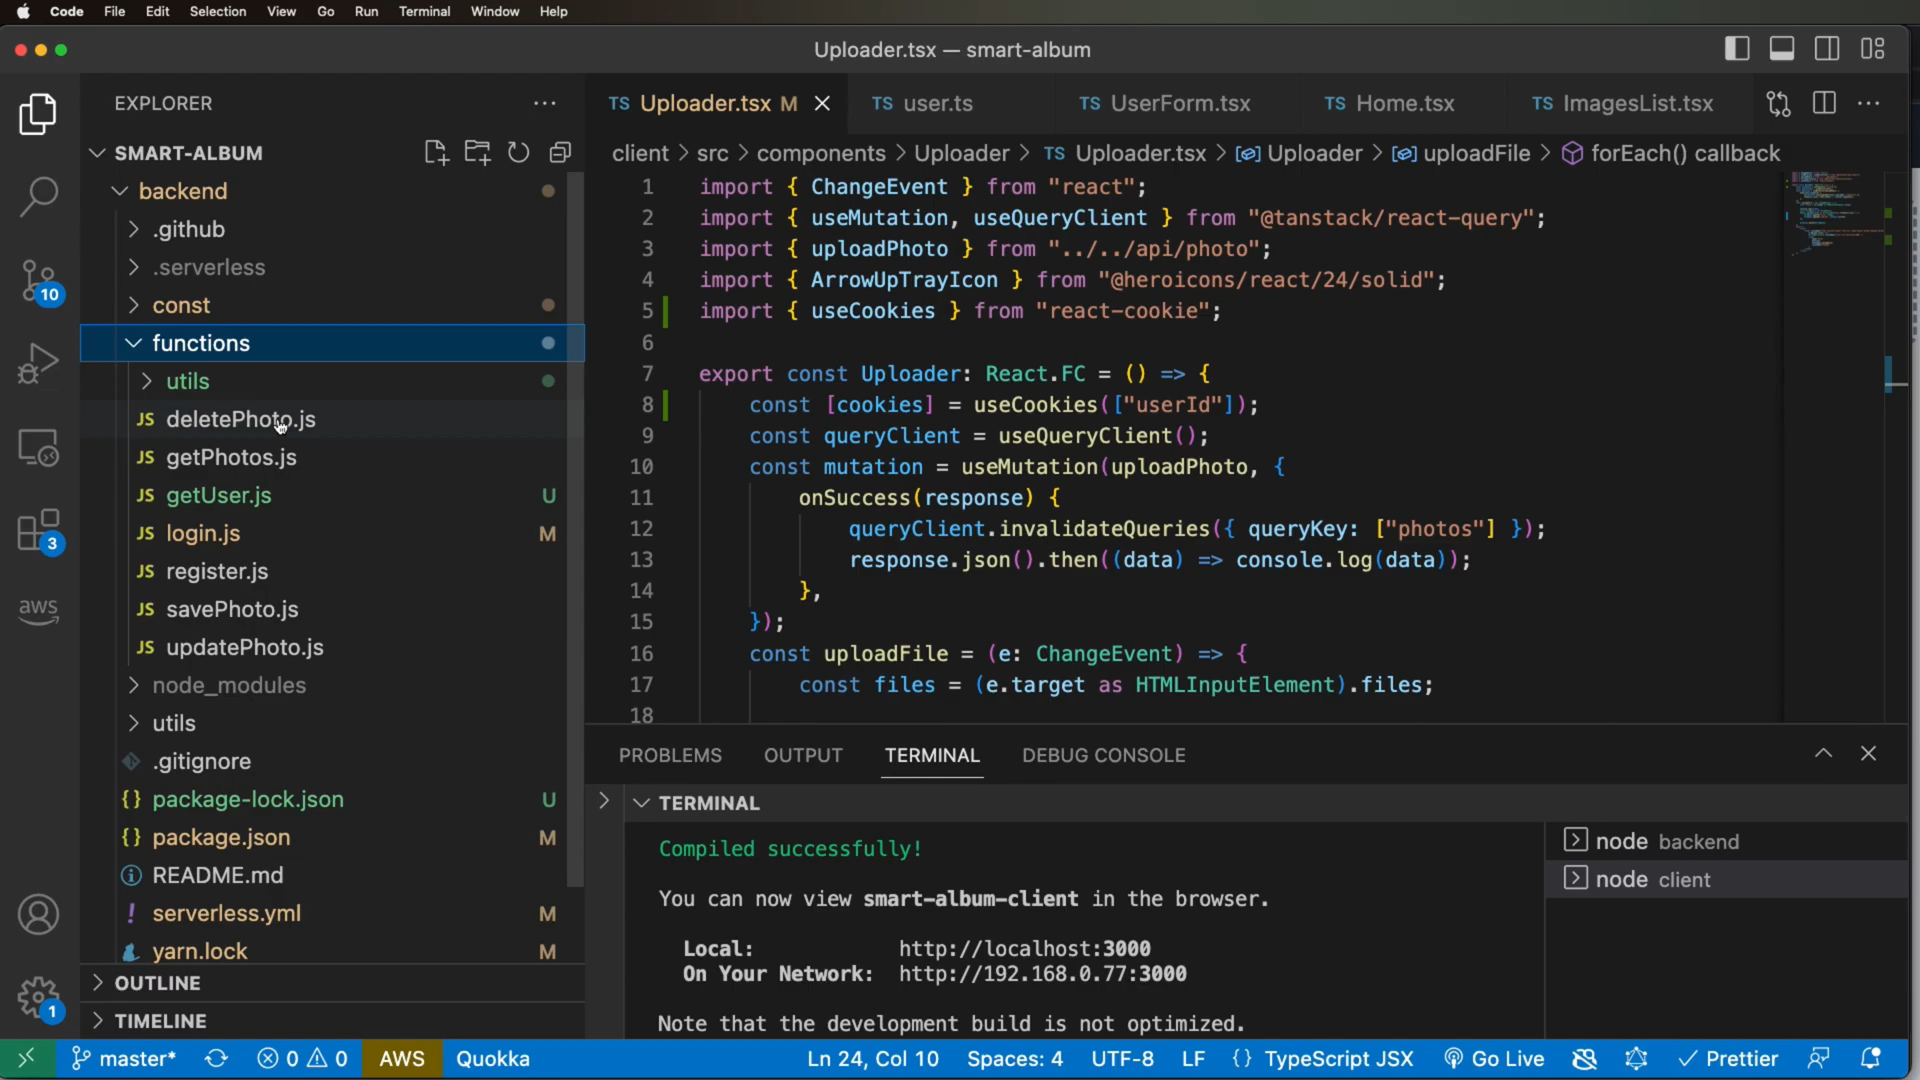 Code File Edit Selection View Go Run Terminal Window Help
Uploader.tsx — smart-album
EXPLORER
SMART-ALBUM
backend
.github
.serverless
const
functions
utils
JS deletePhoto.js
JS getPhotos.js
JS getUser.js U
JS login.js M
JS register.js
JS savePhoto.js
JS updatePhoto.js
node_modules
utils
.gitignore
{} package-lock.json U
{} package.json M
README.md
! serverless.yml M
yarn.lock M
OUTLINE
TIMELINE
10
3
aws
1
TS Uploader.tsx M TS user.ts TS UserForm.tsx TS Home.tsx TS ImagesList.tsx
client > src > components > Uploader > TS Uploader.tsx > Uploader > uploadFile > forEach() callback
1 import { ChangeEvent } from "react";
2 import { useMutation, useQueryClient } from "@tanstack/react-query";
3 import { uploadPhoto } from "../../api/photo";
4 import { ArrowUpTrayIcon } from "@heroicons/react/24/solid";
5 import { useCookies } from "react-cookie";
6
7 export const Uploader: React.FC = () => {
8 const [cookies] = useCookies(["userId"]);
9 const queryClient = useQueryClient();
10 const mutation = useMutation(uploadPhoto, {
11 onSuccess(response) {
12 queryClient.invalidateQueries({ queryKey: ["photos"] });
13 response.json().then((data) => console.log(data));
14 },
15 });
16 const uploadFile = (e: ChangeEvent) => {
17 const files = (e.target as HTMLInputElement).files;
18
PROBLEMS OUTPUT TERMINAL DEBUG CONSOLE
TERMINAL
Compiled successfully!
You can now view smart-album-client in the browser.
Local: http://localhost:3000
On Your Network: http://192.168.0.77:3000
Note that the development build is not optimized.
node backend
node client
master* 0 0 AWS Quokka Ln 24, Col 10 Spaces: 4 UTF-8 LF {} TypeScript JSX Go Live Prettier